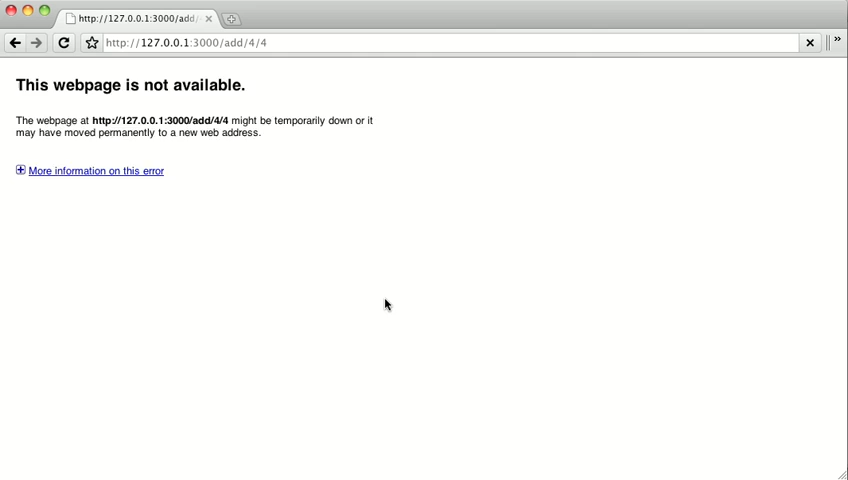 http://127.0.0.1:3000/add/
http://127.0.0.1:3000/add/4/4
This webpage is not available.
The webpage at http://127.0.0.1:3000/add/4/4 might be temporarily down or it
may have moved permanently to a new web address.
More information on this error